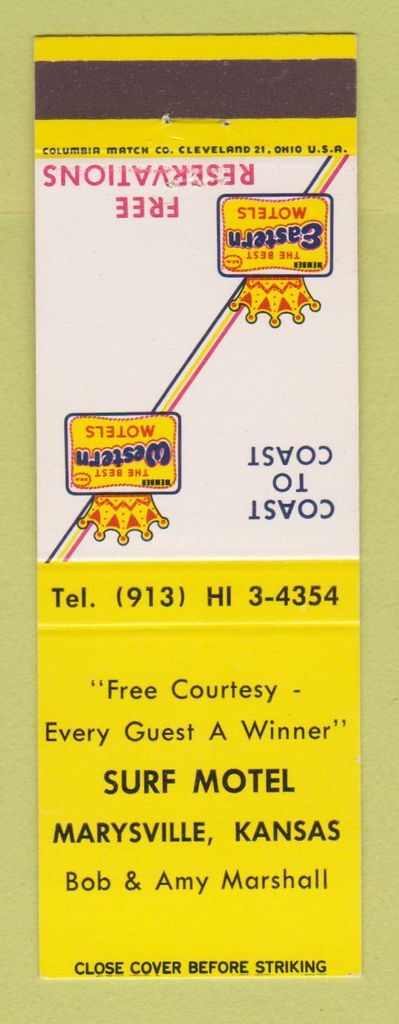 COLUMBIA MATCH CO. CLEVELAND 21, OHIO U.S.A.
FREE
RESERVATIONS
MEMBER
THE BEST
Eastern
MOTELS
COAST
TO
COAST
MEMBER
THE BEST
Western
MOTELS
Tel. (913) HI 3-4354
"Free Courtesy -
Every Guest A Winner"
SURF MOTEL
MARYSVILLE, KANSAS
Bob & Amy Marshall
CLOSE COVER BEFORE STRIKING